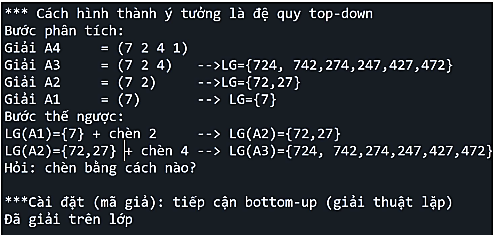 *** Cách hình thành ý tưởng là đệ quy top-down
Bước phân tích:
Giải A4 = (7 2 4 1)
Giải A3 = (7 2 4) -->LG={724, 742,274,247,427,472}
Giải A2 = (7 2) -->LG={72,27}
Giải A1 = (7) --> LG={7}
Bước thế ngược:
LG(A1)={7} + chèn 2 --> LG(A2)={72,27}
LG(A2)={72,27} + chèn 4 --> LG(A3)={724, 742,274,247,427,472}
Hỏi: chèn bằng cách nào?
***Cài đặt (mã giả): tiếp cận bottom-up (giải thuật lặp)
Đã giải trên lớp